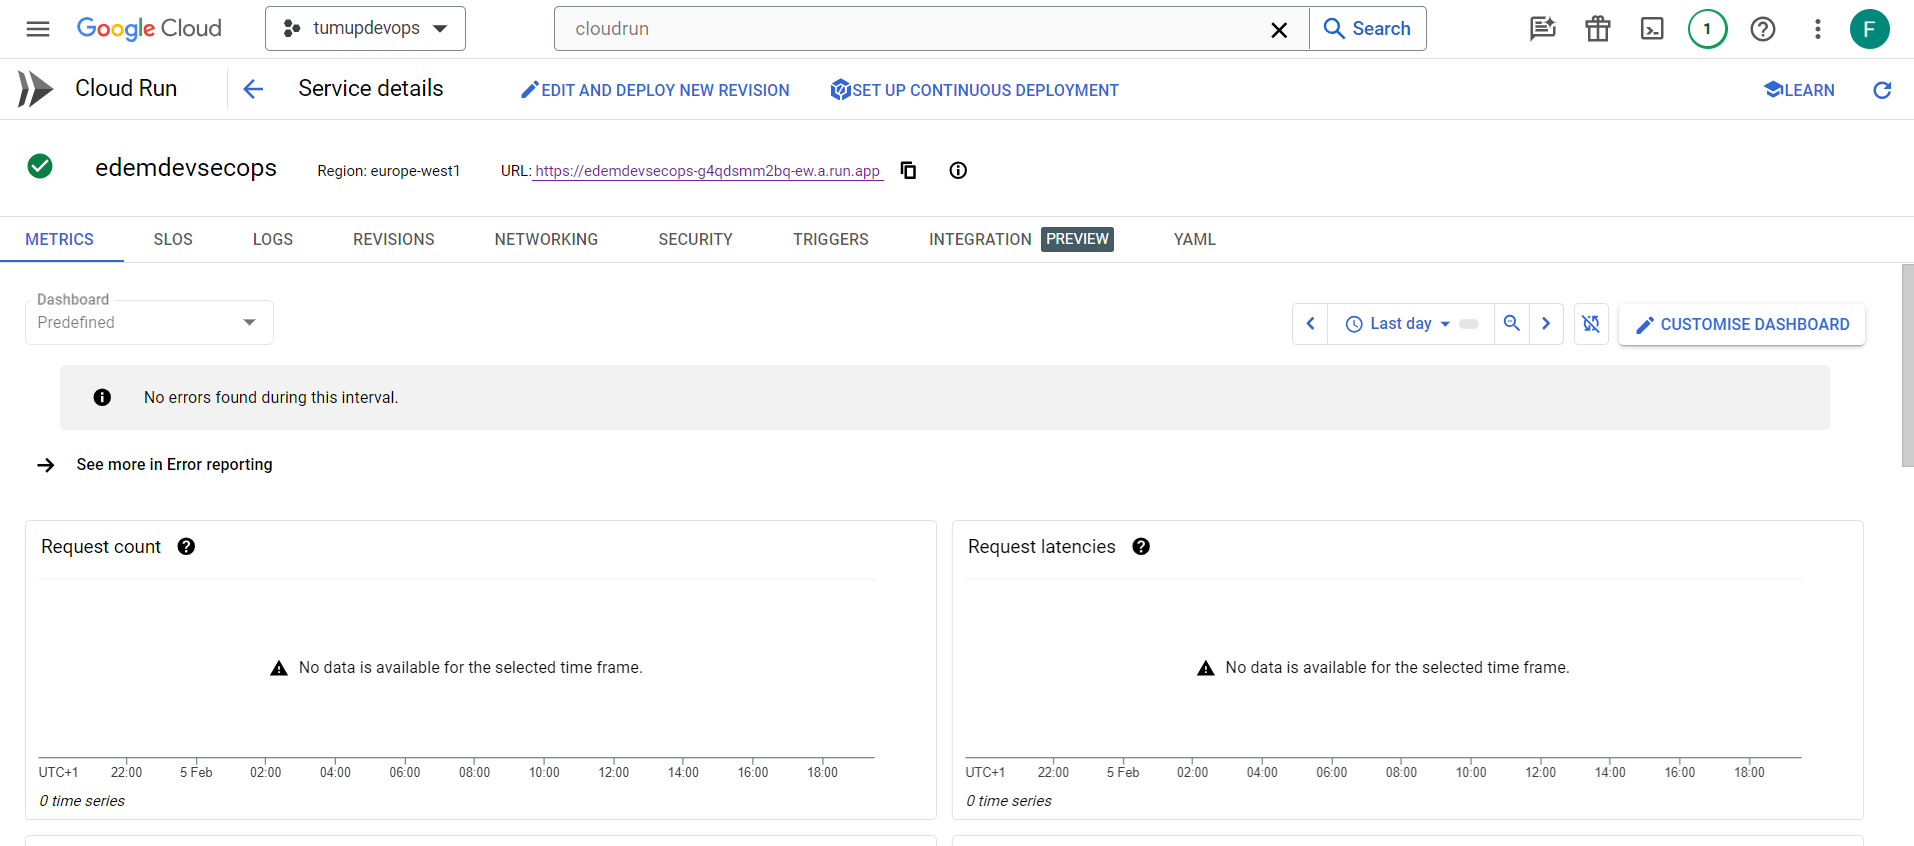 Google Cloud
tumupdevops
cloudrun
Search
1
F
Cloud Run
Service details
EDIT AND DEPLOY NEW REVISION
SET UP CONTINUOUS DEPLOYMENT
LEARN
edemdevsecops
Region: europe-west1
URL: https://edemdevsecops-g4qdsmm2bq-ew.a.run.app
METRICS
SLOS
LOGS
REVISIONS
NETWORKING
SECURITY
TRIGGERS
INTEGRATION PREVIEW
YAML
Dashboard
Predefined
Last day
CUSTOMISE DASHBOARD
No errors found during this interval.
See more in Error reporting
Request count
No data is available for the selected time frame.
UTC+1 22:00 5 Feb 02:00 04:00 06:00 08:00 10:00 12:00 14:00 16:00 18:00
0 time series
Request latencies
No data is available for the selected time frame.
UTC+1 22:00 5 Feb 02:00 04:00 06:00 08:00 10:00 12:00 14:00 16:00 18:00
0 time series